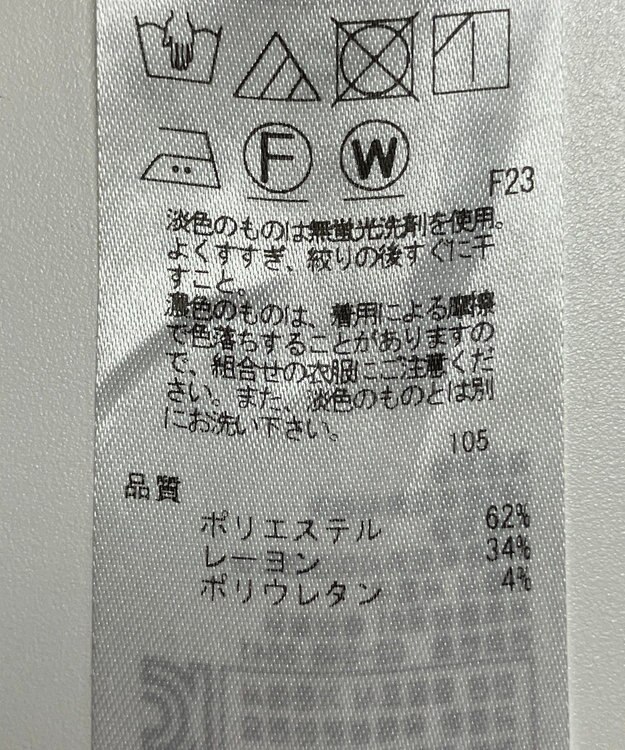 F W
F23
淡色のものは無蛍光洗剤を使用。
よくすすぎ、絞りの後すぐに干
すこと。
濃色のものは、着用による摩擦
で色落ちすることがありますの
で、組合せの衣服にご注意くだ
さい。また、淡色のものとは別
にお洗い下さい。
105
品質
ポリエステル 62%
レーヨン 34%
ポリウレタン 4%